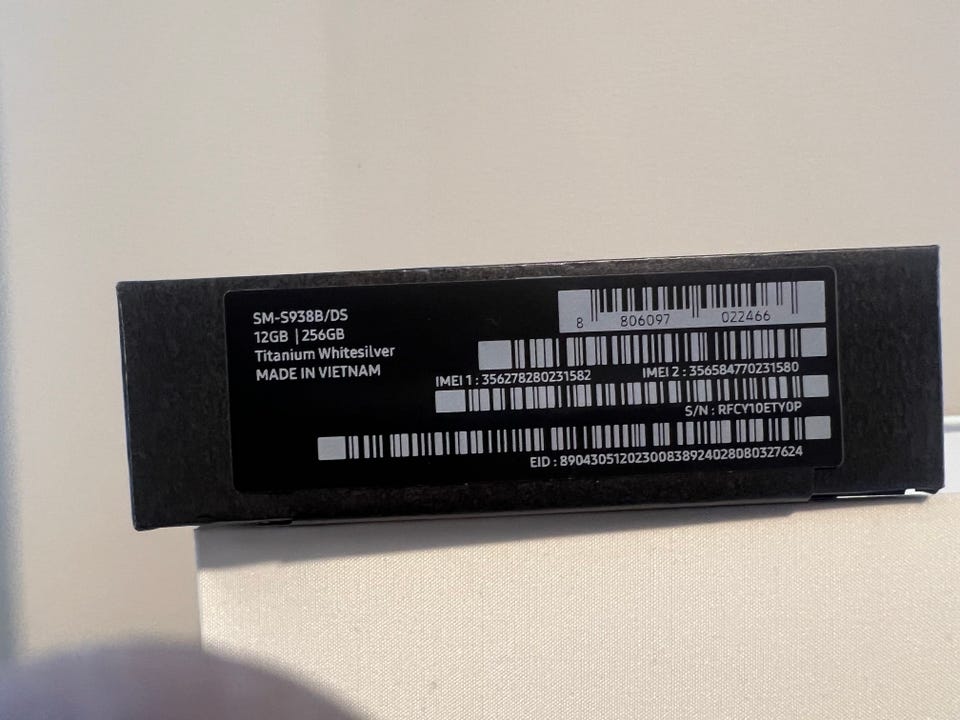 SM-S938B/DS
12GB | 256GB
Titanium Whitesilver
MADE IN VIETNAM
8 806097 022466
IMEI 1 : 356278280231582 IMEI 2 : 356584770231580
S/N : RFCY10ETY0P
EID : 89043051202300838924028080327624